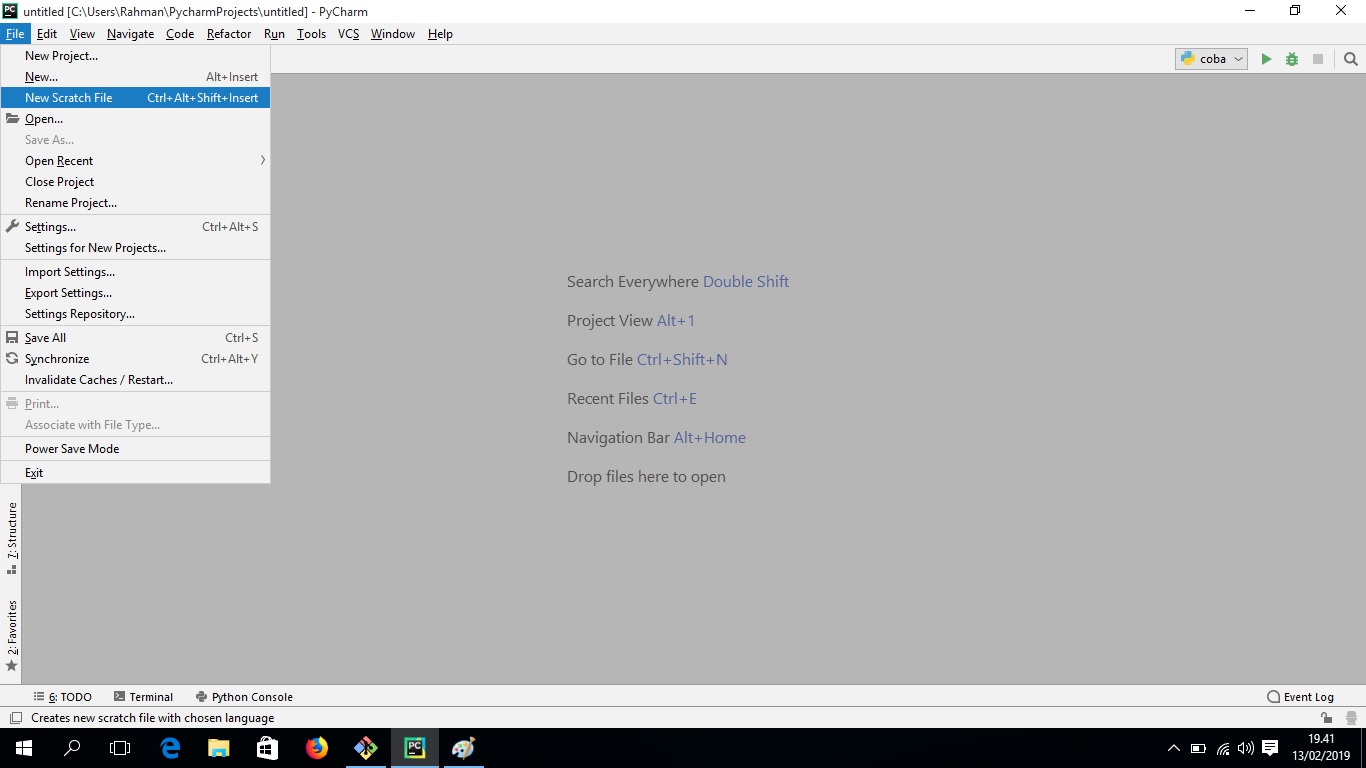 PC
untitled [C:\Users\Rahman\PycharmProjects\untitled] - PyCharm
File Edit View Navigate Code Refactor Run Tools VCS Window Help
coba
New Project...
New... Alt+Insert
New Scratch File Ctrl+Alt+Shift+Insert
Open...
Save As...
Open Recent
Close Project
Rename Project...
Settings... Ctrl+Alt+S
Settings for New Projects...
Import Settings...
Export Settings...
Settings Repository...
Save All Ctrl+S
Synchronize Ctrl+Alt+Y
Invalidate Caches / Restart...
Print...
Associate with File Type...
Power Save Mode
Exit
Search Everywhere Double Shift
Project View Alt+1
Go to File Ctrl+Shift+N
Recent Files Ctrl+E
Navigation Bar Alt+Home
Drop files here to open
7: Structure
2: Favorites
6: TODO Terminal Python Console Event Log
Creates new scratch file with chosen language
PC
19.41
13/02/2019